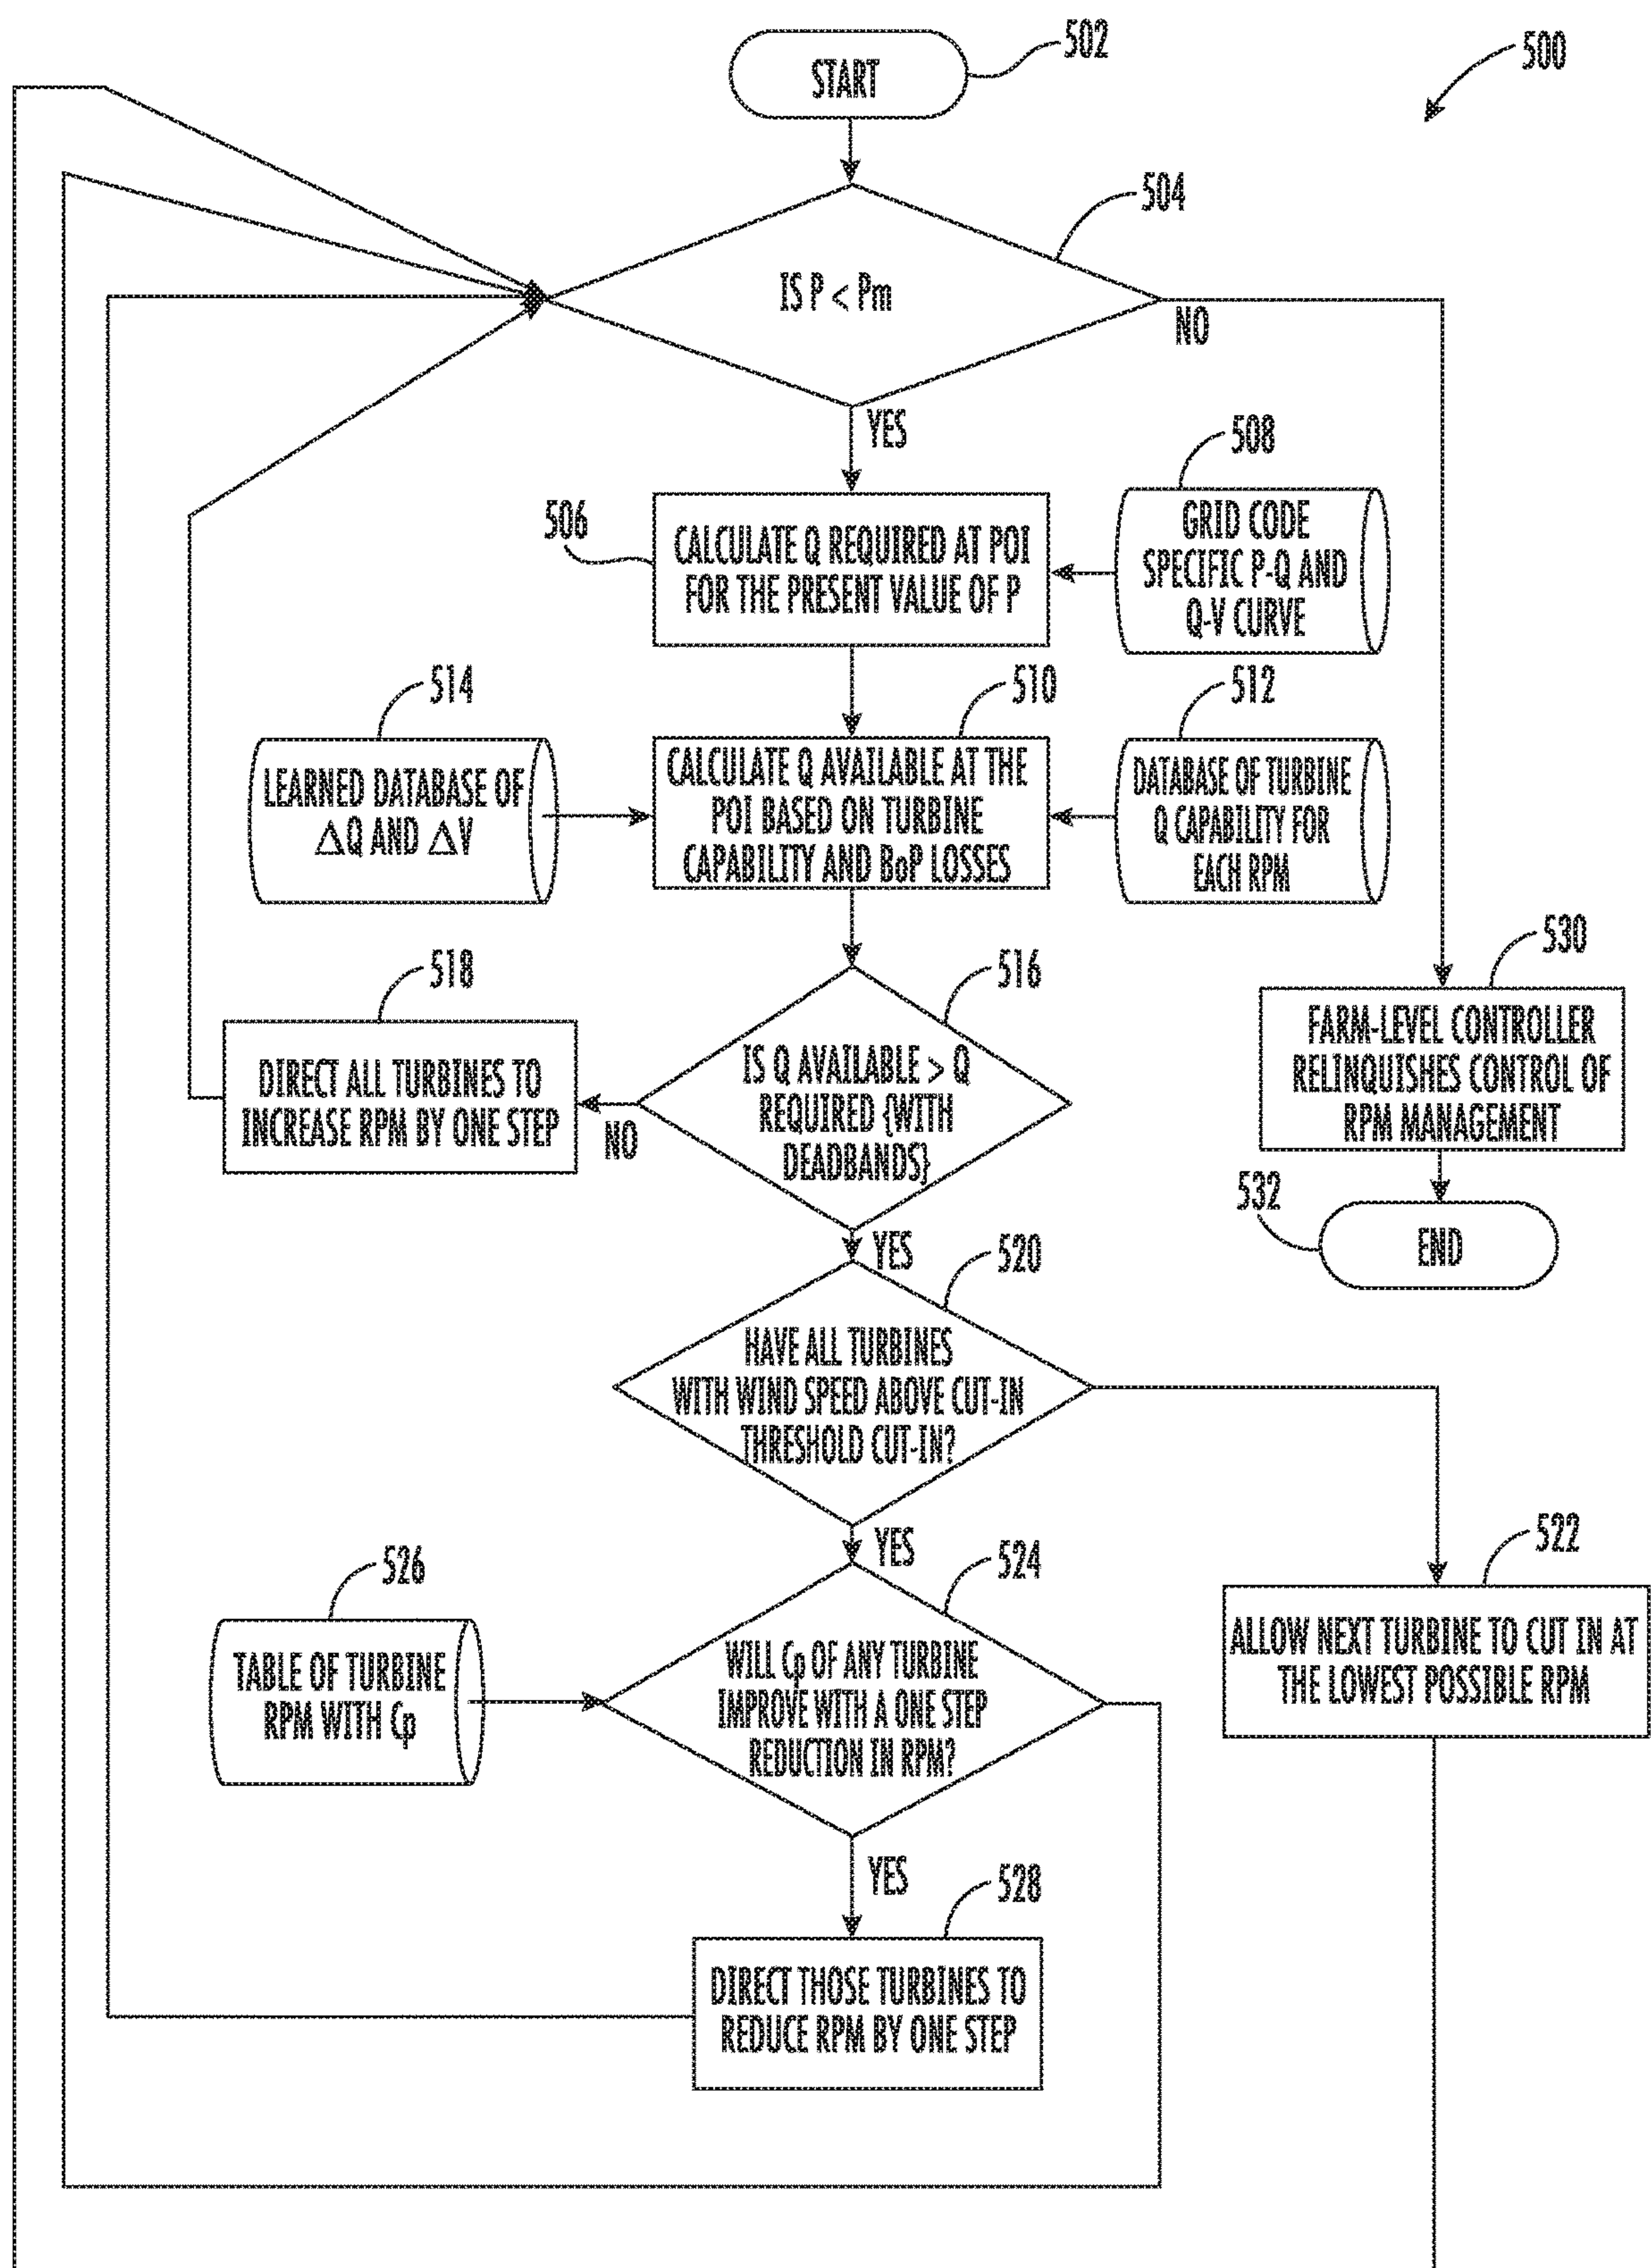 502
START
500
504
IS P < Pm
NO
YES
508
506
CALCULATE Q REQUIRED AT POI
FOR THE PRESENT VALUE OF P
GRID CODE
SPECIFIC P-Q AND
Q-V CURVE
514
510
512
LEARNED DATABASE OF
ΔQ AND ΔV
CALCULATE Q AVAILABLE AT THE
POI BASED ON TURBINE
CAPABILITY AND BoP LOSSES
DATABASE OF TURBINE
Q CAPABILITY FOR
EACH RPM
518
516
530
DIRECT ALL TURBINES TO
INCREASE RPM BY ONE STEP
NO
IS Q AVAILABLE > Q
REQUIRED {WITH
DEADBANDS}
FARM-LEVEL CONTROLLER
RELINQUISHES CONTROL OF
RPM MANAGEMENT
532
END
YES
520
HAVE ALL TURBINES
WITH WIND SPEED ABOVE CUT-IN
THRESHOLD CUT-IN?
YES
522
526
524
TABLE OF TURBINE
RPM WITH Cp
WILL Cp OF ANY TURBINE
IMPROVE WITH A ONE STEP
REDUCTION IN RPM?
ALLOW NEXT TURBINE TO CUT IN AT
THE LOWEST POSSIBLE RPM
YES
528
DIRECT THOSE TURBINES TO
REDUCE RPM BY ONE STEP